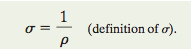 σ = 1/ρ (definition of σ).